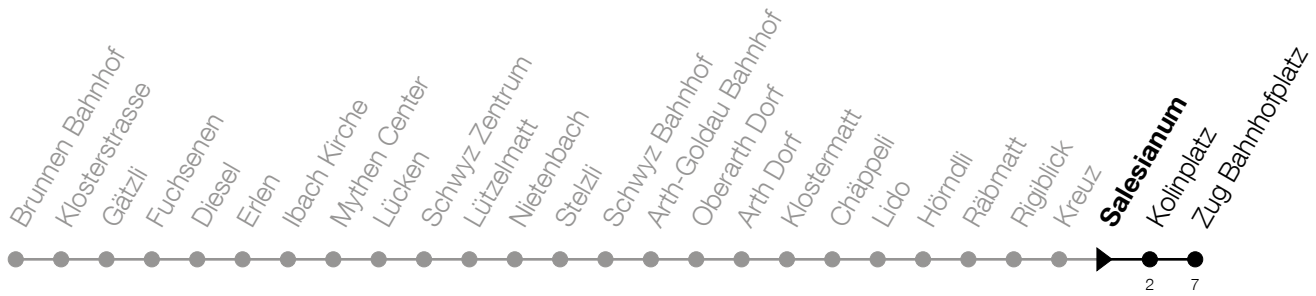 Brunnen Bahnhof
Klosterstrasse
Gätzli
Fuchsenen
Diesel
Erlen
Ibach Kirche
Mythen Center
Lücken
Schwyz Zentrum
Lützelmatt
Nietenbach
Stelzli
Schwyz Bahnhof
Arth-Goldau Bahnhof
Oberarth Dorf
Arth Dorf
Klostermatt
Chäppeli
Lido
Hörndli
Räbmatt
Rigiblick
Kreuz
Salesianum
Kolinplatz
Zug Bahnhofplatz
2
7